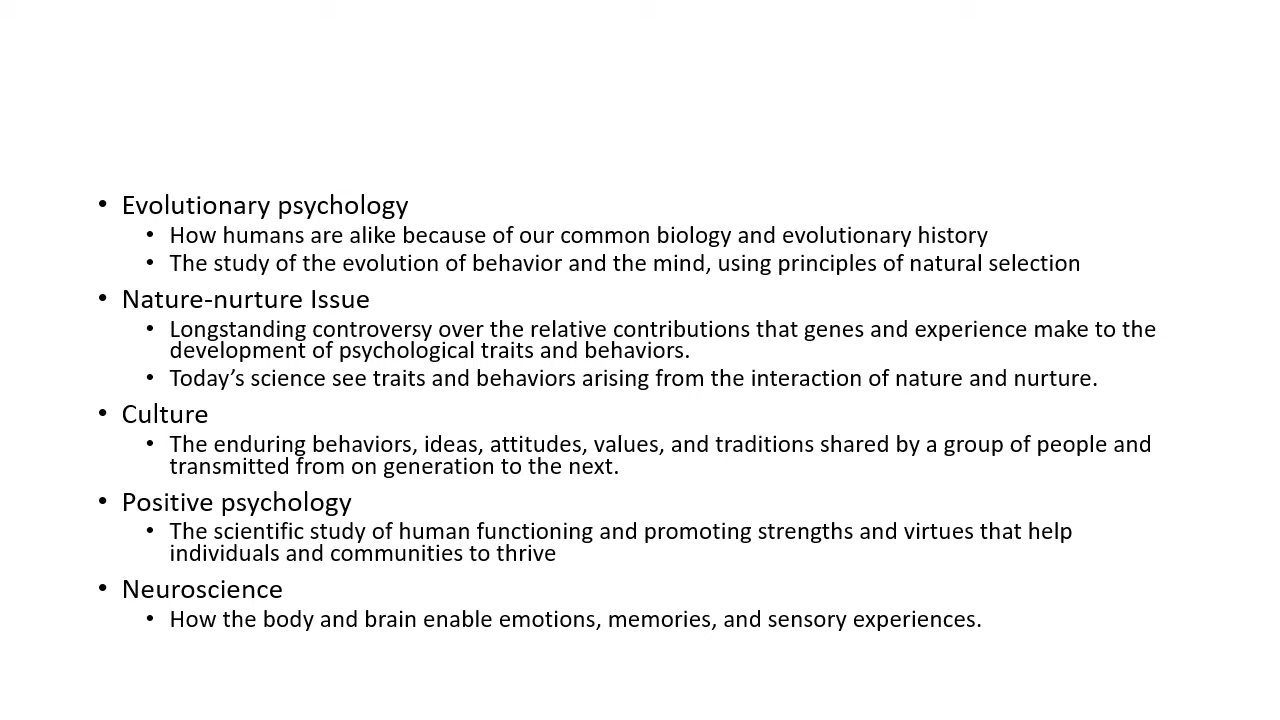 • Evolutionary psychology
• How humans are alike because of our common biology and evolutionary history
• The study of the evolution of behavior and the mind, using principles of natural selection
• Nature-nurture Issue
• Longstanding controversy over the relative contributions that genes and experience make to the
development of psychological traits and behaviors.
• Today’s science see traits and behaviors arising from the interaction of nature and nurture.
• Culture
• The enduring behaviors, ideas, attitudes, values, and traditions shared by a group of people and
transmitted from on generation to the next.
• Positive psychology
• The scientific study of human functioning and promoting strengths and virtues that help
individuals and communities to thrive
• Neuroscience
• How the body and brain enable emotions, memories, and sensory experiences.